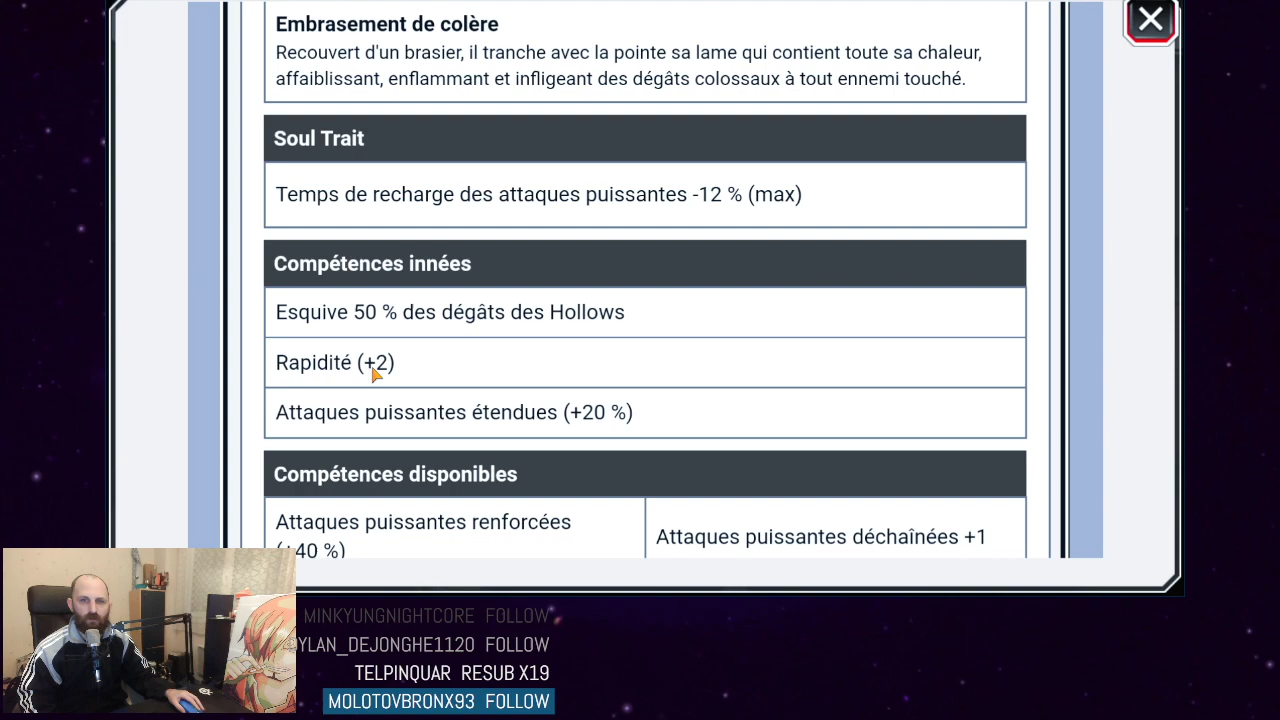 Embrasement de colère
Recouvert d'un brasier, il tranche avec la pointe sa lame qui contient toute sa chaleur,
affaiblissant, enflammant et infligeant des dégâts colossaux à tout ennemi touché.
Soul Trait
Temps de recharge des attaques puissantes -12 % (max)
Compétences innées
Esquive 50 % des dégâts des Hollows
Rapidité (+2)
Attaques puissantes étendues (+20 %)
Compétences disponibles
Attaques puissantes renforcées
(+40 %)
Attaques puissantes déchaînées +1
MINKYUNGNIGHTCORE FOLLOW
YLAN_DEJONGHE1120 FOLLOW
TELPINQUAR RESUB X19
MOLOTOVBRONX93 FOLLOW